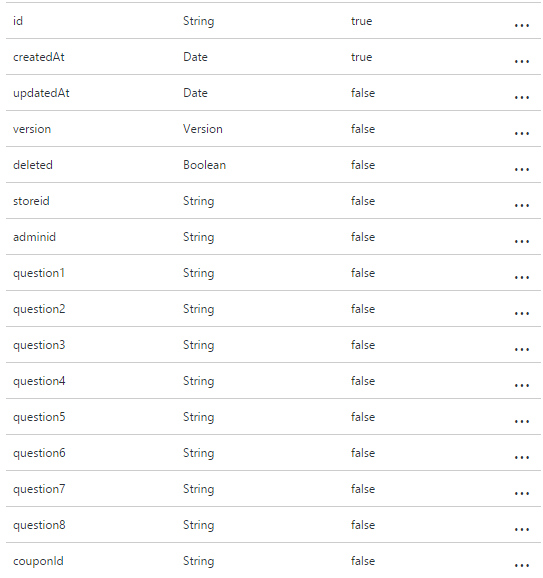 id String true ...
createdAt Date true ...
updatedAt Date false ...
version Version false ...
deleted Boolean false ...
storeid String false ...
adminid String false ...
question1 String false ...
question2 String false ...
question3 String false ...
question4 String false ...
question5 String false ...
question6 String false ...
question7 String false ...
question8 String false ...
couponId String false ...